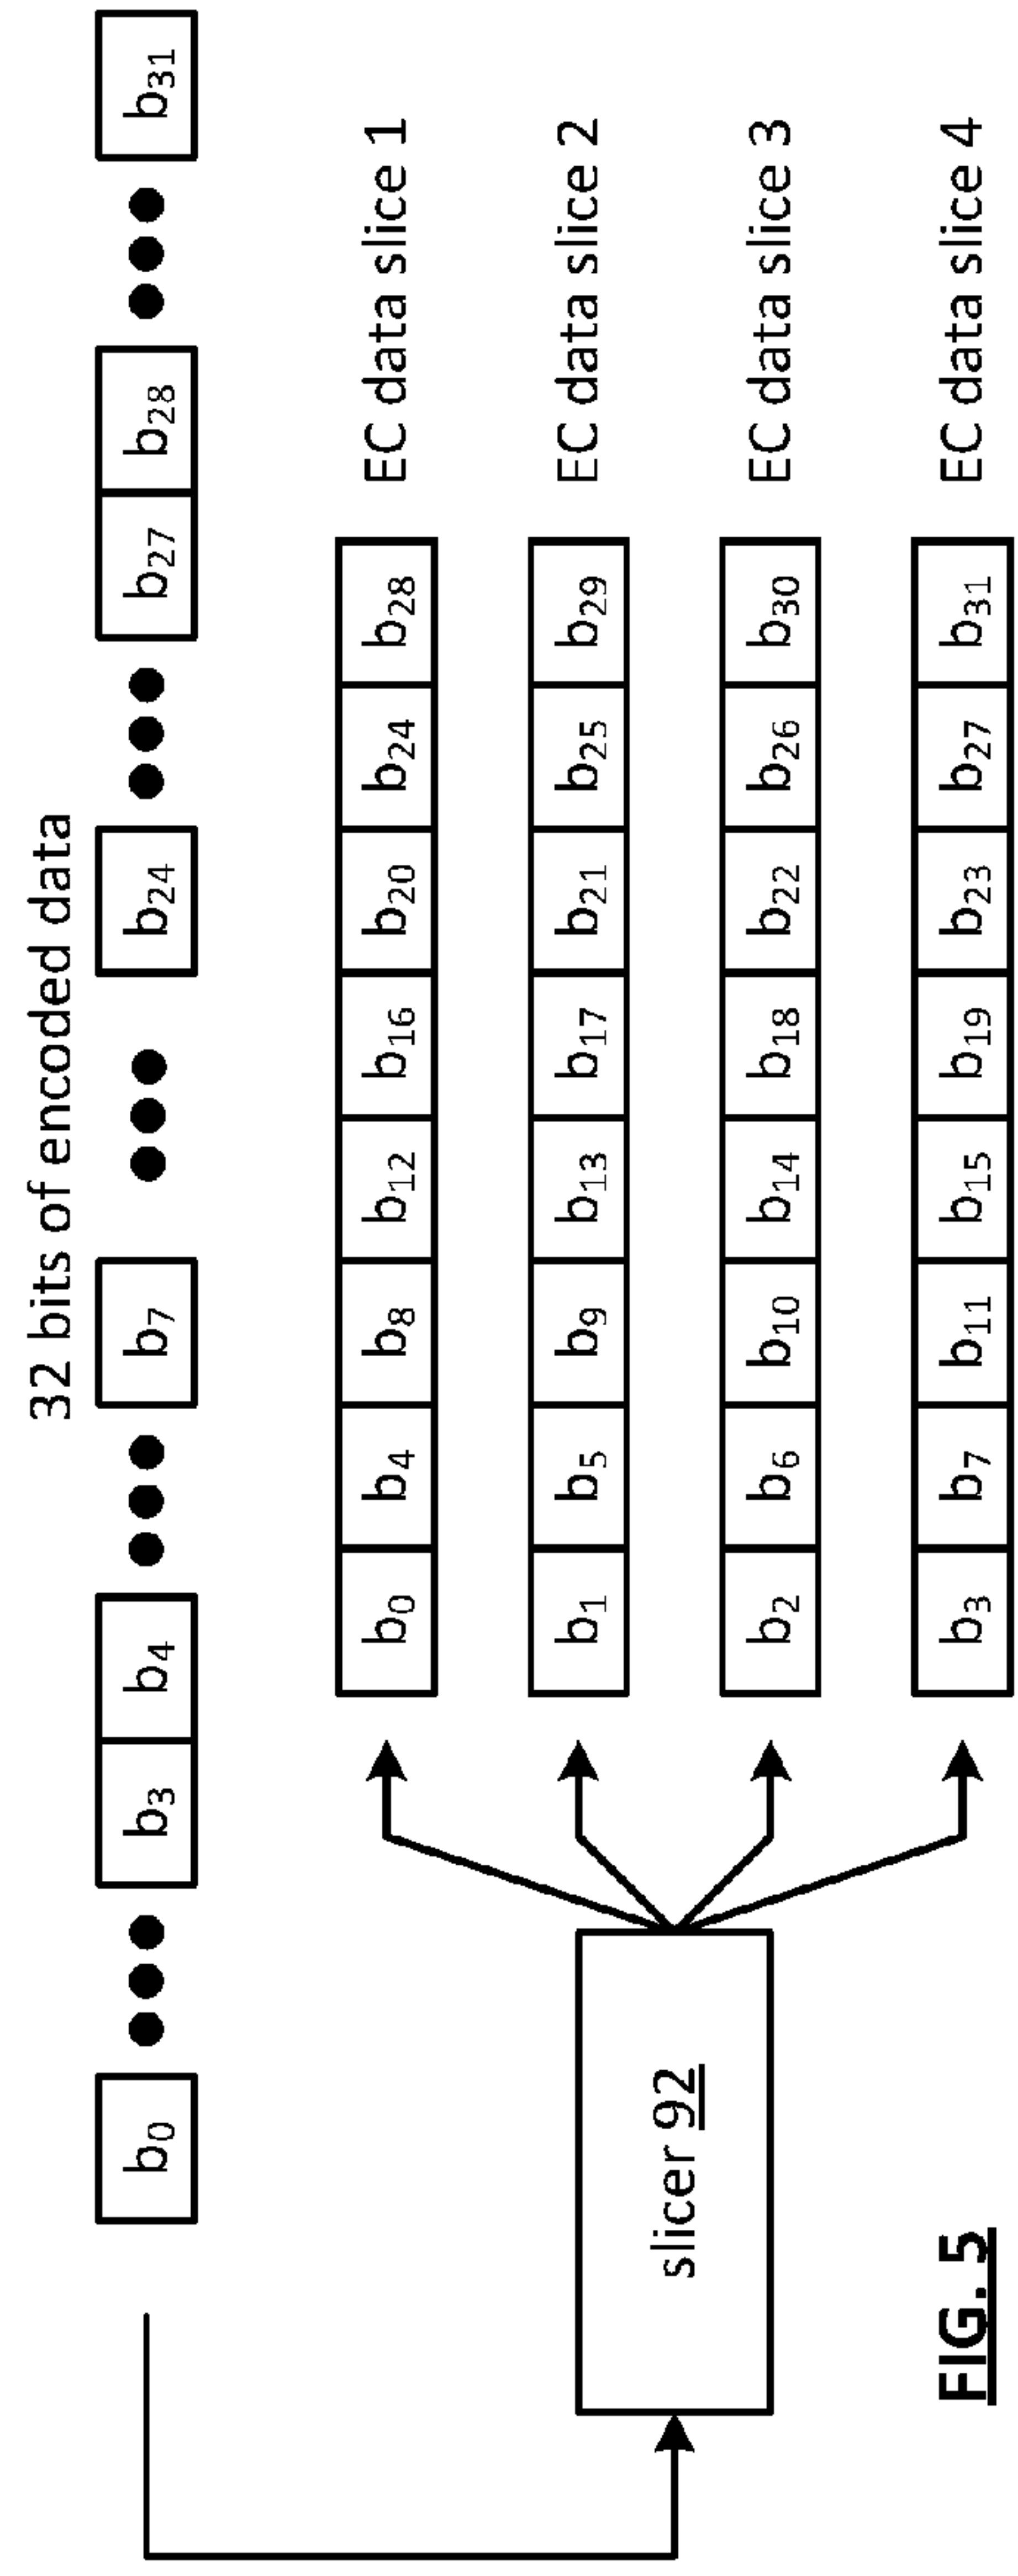 32 bits of encoded data
b0 ● ● ● b3 b4 ● ● ● b7 ● ● ● b24 ● ● ● b27 b28 ● ● ● b31
b0 b4 b8 b12 b16 b20 b24 b28 EC data slice 1
b1 b5 b9 b13 b17 b21 b25 b29 EC data slice 2
slicer 92
b2 b6 b10 b14 b18 b22 b26 b30 EC data slice 3
b3 b7 b11 b15 b19 b23 b27 b31 EC data slice 4
FIG. 5